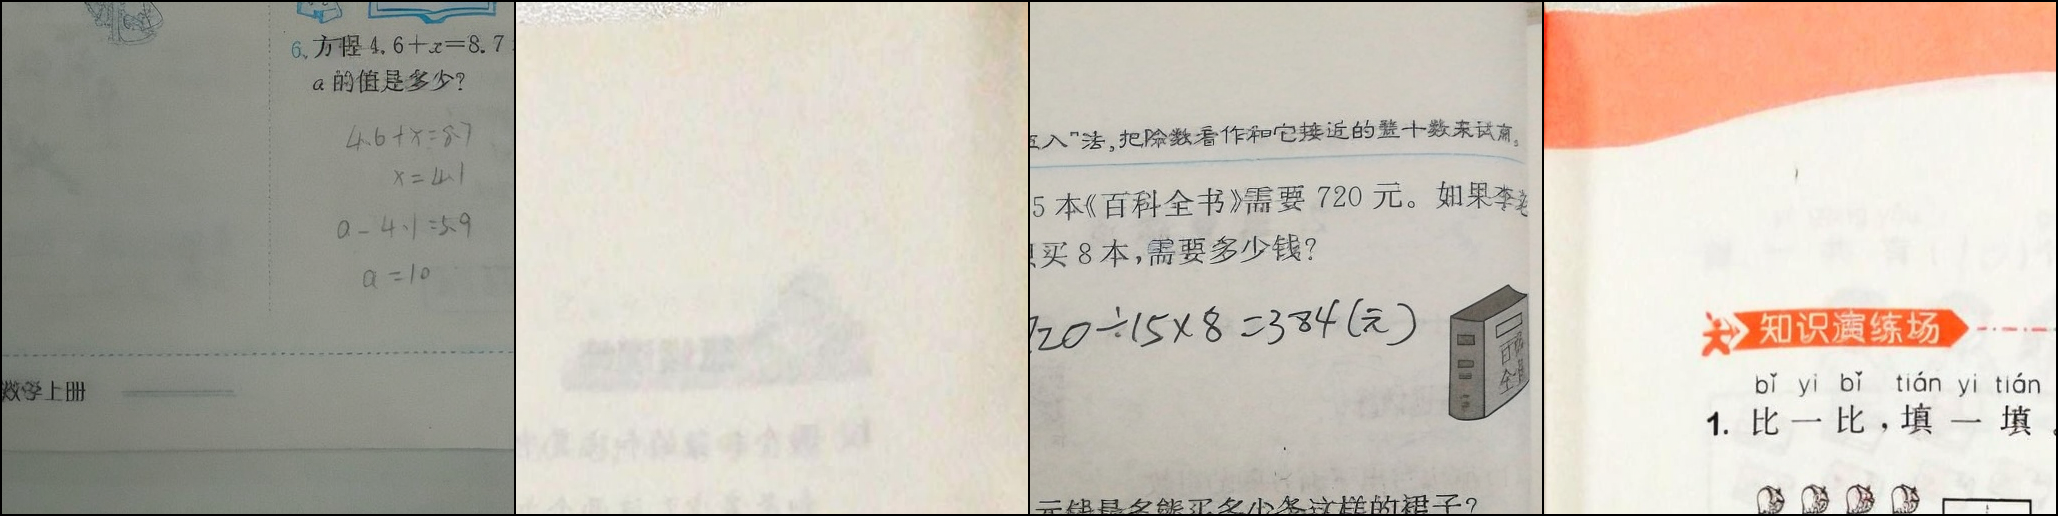 6. 方程 4.6+x=8.7
a 的值是多少?
4.6+x=8.7
x=4.1
a-4.1=5.9
a=10
数学上册
五入”法,把除数看作和它接近的整十数来试商。
5 本《百科全书》需要 720 元。如果李老
只买 8 本,需要多少钱?
720÷15×8=384(元)
百科
全书
元钱最多能买多少条这样的裙子?
知识演练场
bǐ yi bǐ tián yi tián
1. 比一比,填一填。